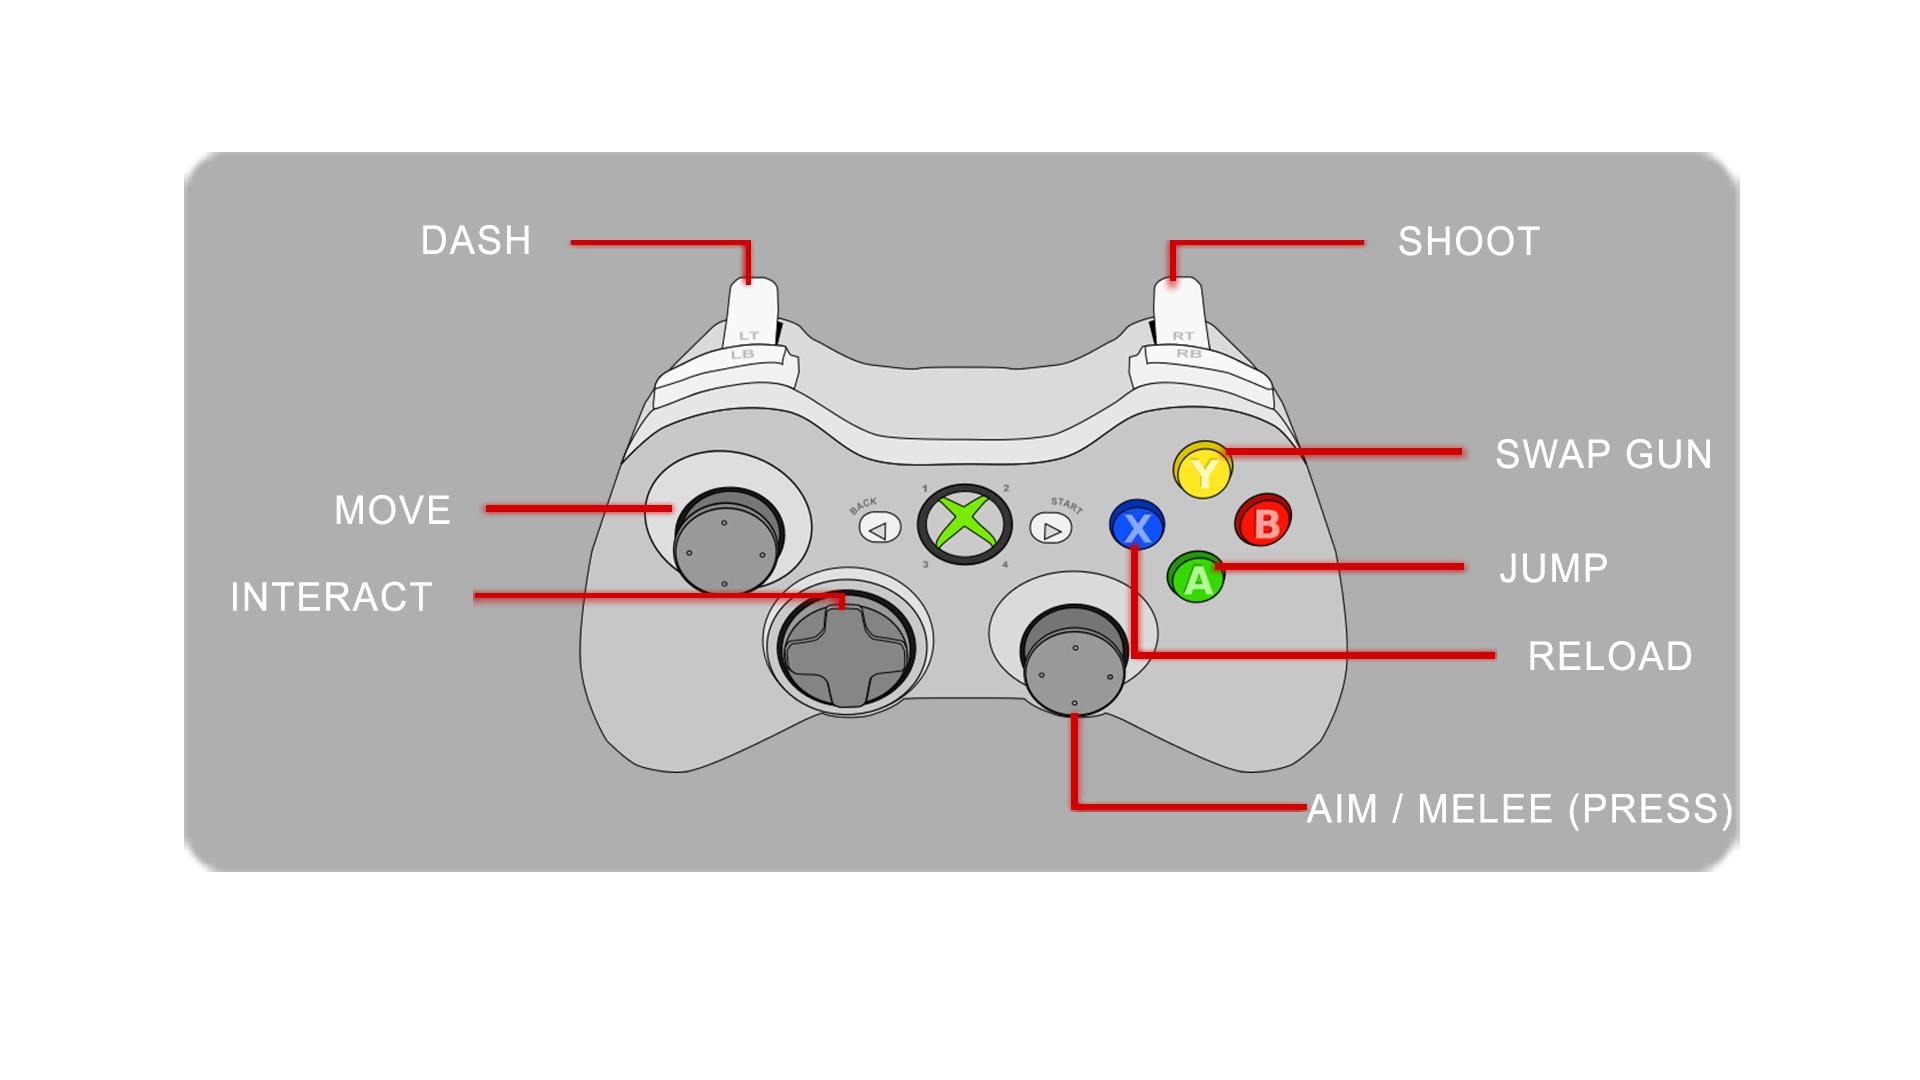 DASH
SHOOT
LT
RT
LB
RB
SWAP GUN
Y
1
2
BACK
START
MOVE
X
B
3
4
JUMP
A
INTERACT
RELOAD
AIM / MELEE (PRESS)